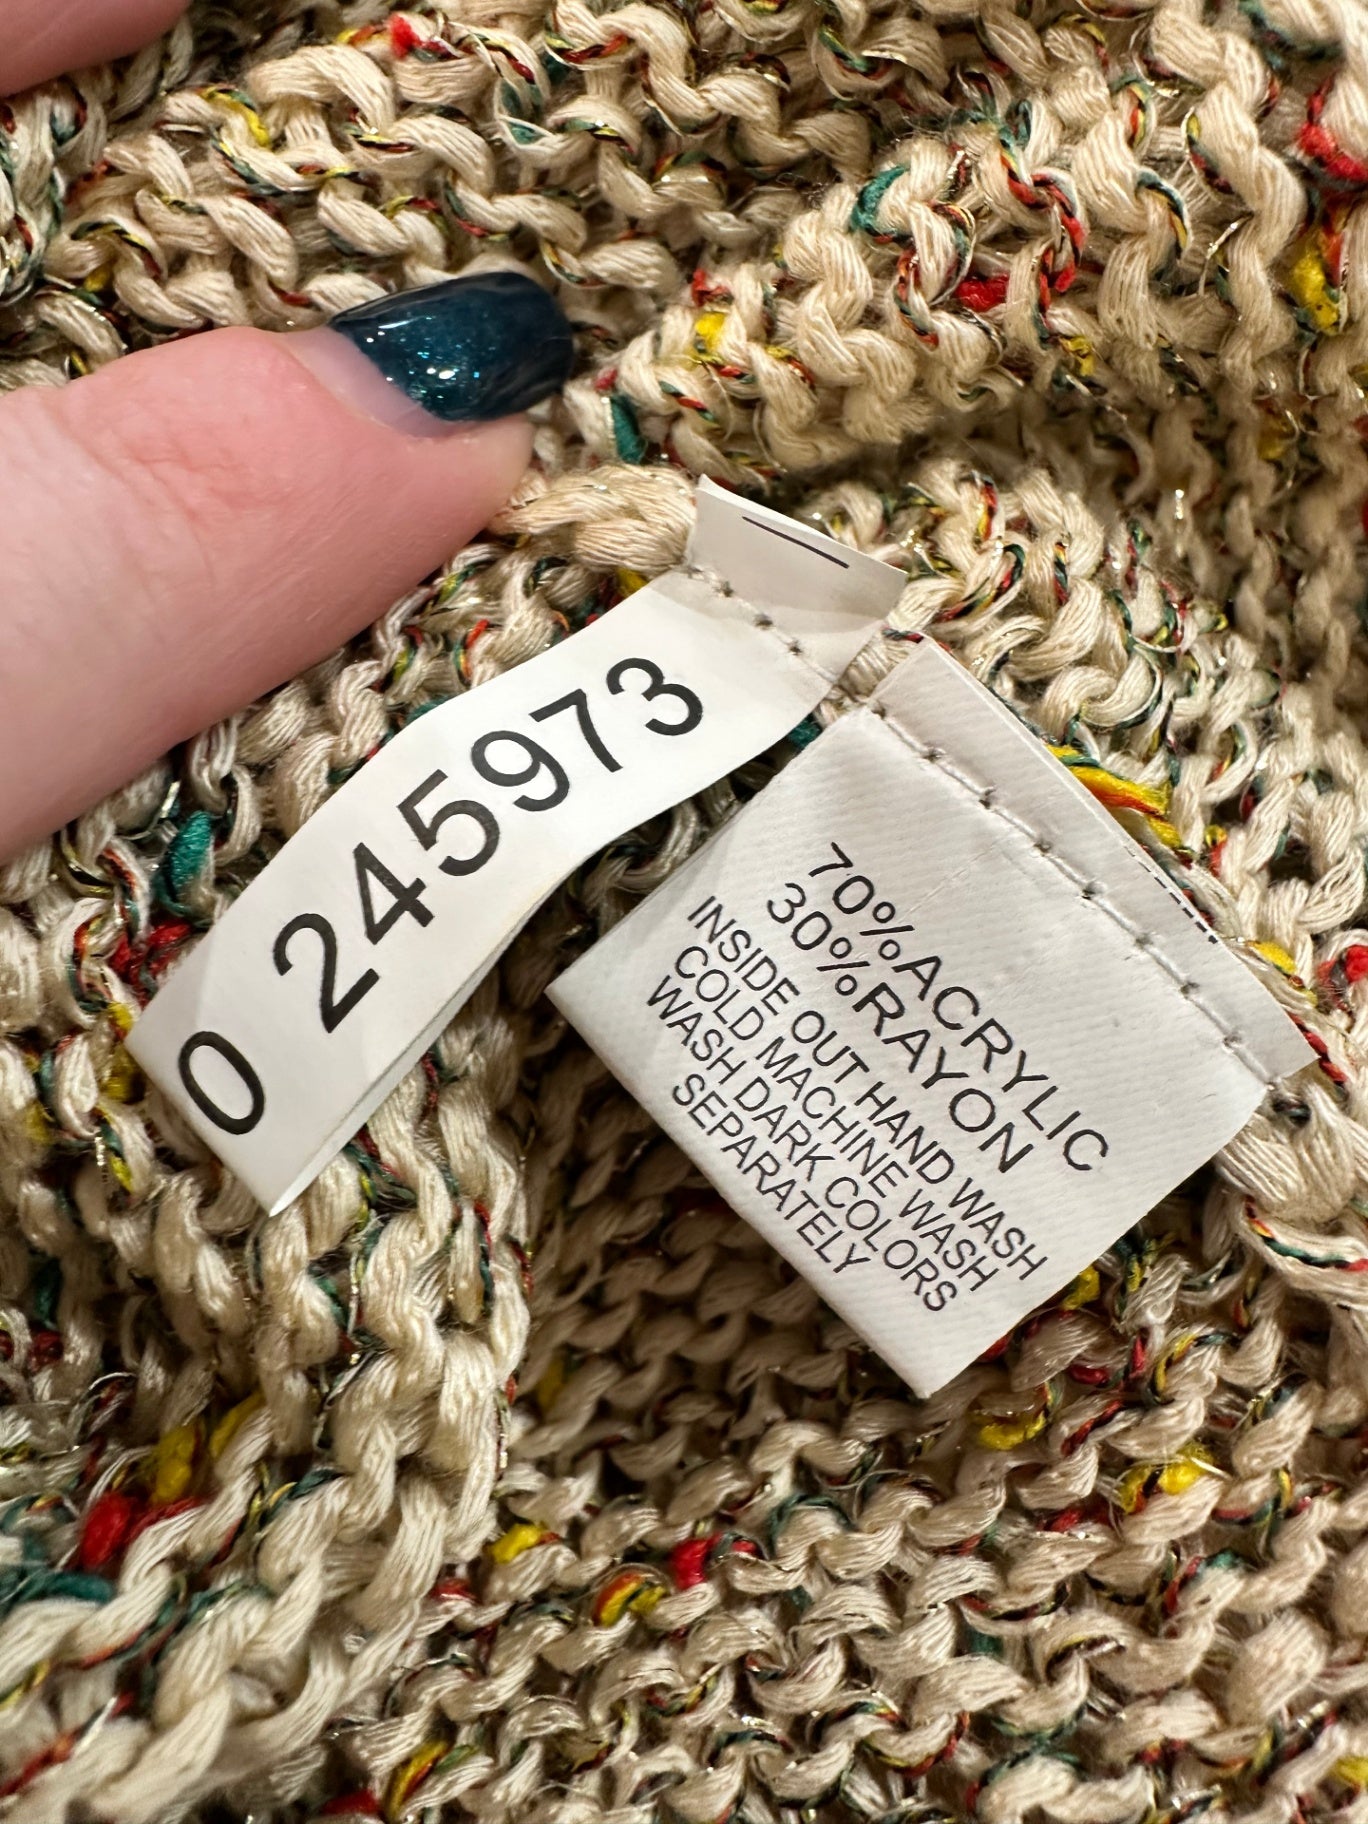 0 245973
70%ACRYLIC
30%RAYON
INSIDE OUT HAND WASH
COLD MACHINE WASH
WASH DARK COLORS
SEPARATELY